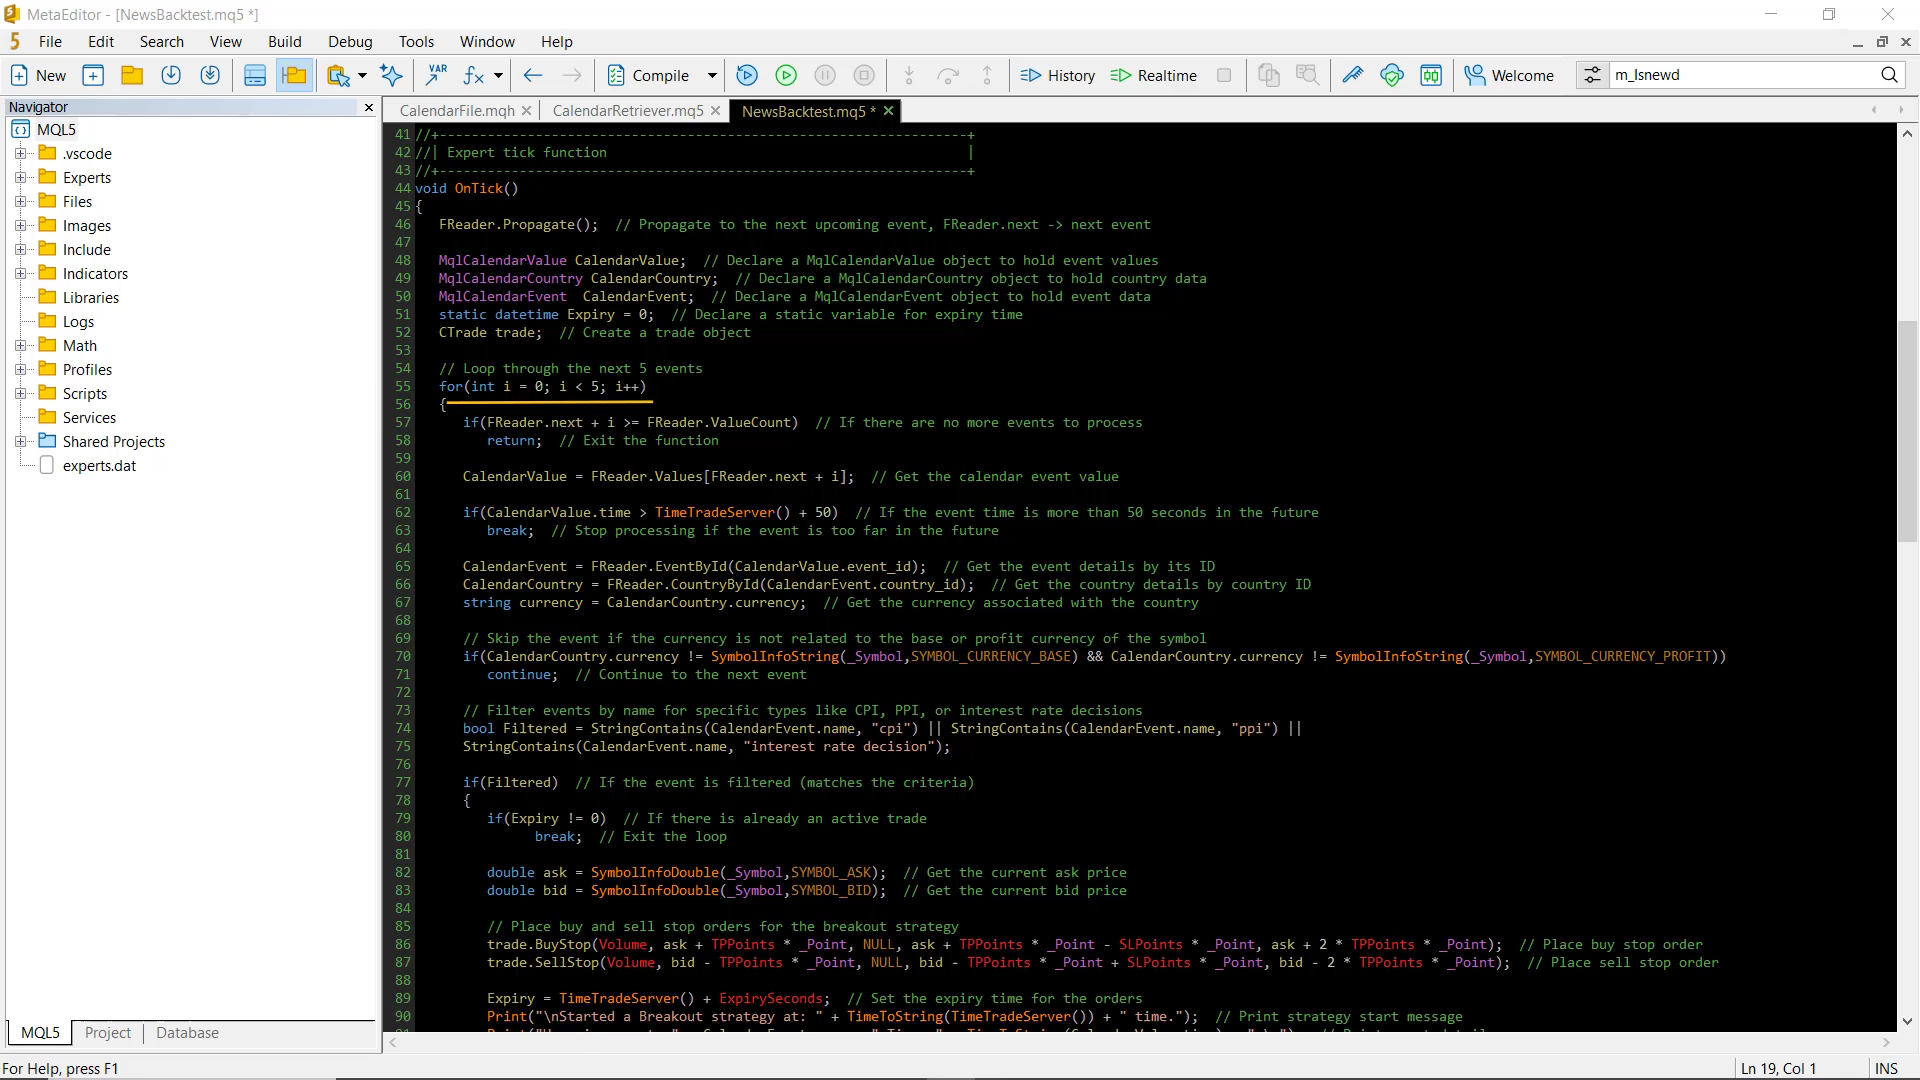 MetaEditor - [NewsBacktest.mq5 *]
File Edit Search View Build Debug Tools Window Help
New Compile History Realtime Welcome m_Isnewd
Navigator
CalendarFile.mqh CalendarRetriever.mq5 NewsBacktest.mq5 *
MQL5
.vscode
Experts
Files
Images
Include
Indicators
Libraries
Logs
Math
Profiles
Scripts
Services
Shared Projects
experts.dat
MQL5 Project Database
41 //+------------------------------------------------------------------+
42 //| Expert tick function |
43 //+------------------------------------------------------------------+
44 void OnTick()
45 {
46 FReader.Propagate(); // Propagate to the next upcoming event, FReader.next -> next event
47
48 MqlCalendarValue CalendarValue; // Declare a MqlCalendarValue object to hold event values
49 MqlCalendarCountry CalendarCountry; // Declare a MqlCalendarCountry object to hold country data
50 MqlCalendarEvent CalendarEvent; // Declare a MqlCalendarEvent object to hold event data
51 static datetime Expiry = 0; // Declare a static variable for expiry time
52 CTrade trade; // Create a trade object
53
54 // Loop through the next 5 events
55 for(int i = 0; i < 5; i++)
56 {
57 if(FReader.next + i >= FReader.ValueCount) // If there are no more events to process
58 return; // Exit the function
59
60 CalendarValue = FReader.Values[FReader.next + i]; // Get the calendar event value
61
62 if(CalendarValue.time > TimeTradeServer() + 50) // If the event time is more than 50 seconds in the future
63 break; // Stop processing if the event is too far in the future
64
65 CalendarEvent = FReader.EventById(CalendarValue.event_id); // Get the event details by its ID
66 CalendarCountry = FReader.CountryById(CalendarEvent.country_id); // Get the country details by country ID
67 string currency = CalendarCountry.currency; // Get the currency associated with the country
68
69 // Skip the event if the currency is not related to the base or profit currency of the symbol
70 if(CalendarCountry.currency != SymbolInfoString(_Symbol,SYMBOL_CURRENCY_BASE) && CalendarCountry.currency != SymbolInfoString(_Symbol,SYMBOL_CURRENCY_PROFIT))
71 continue; // Continue to the next event
72
73 // Filter events by name for specific types like CPI, PPI, or interest rate decisions
74 bool Filtered = StringContains(CalendarEvent.name, "cpi") || StringContains(CalendarEvent.name, "ppi") ||
75 StringContains(CalendarEvent.name, "interest rate decision");
76
77 if(Filtered) // If the event is filtered (matches the criteria)
78 {
79 if(Expiry != 0) // If there is already an active trade
80 break; // Exit the loop
81
82 double ask = SymbolInfoDouble(_Symbol,SYMBOL_ASK); // Get the current ask price
83 double bid = SymbolInfoDouble(_Symbol,SYMBOL_BID); // Get the current bid price
84
85 // Place buy and sell stop orders for the breakout strategy
86 trade.BuyStop(Volume, ask + TPPoints * _Point, NULL, ask + TPPoints * _Point - SLPoints * _Point, ask + 2 * TPPoints * _Point); // Place buy stop order
87 trade.SellStop(Volume, bid - TPPoints * _Point, NULL, bid - TPPoints * _Point + SLPoints * _Point, bid - 2 * TPPoints * _Point); // Place sell stop order
88
89 Expiry = TimeTradeServer() + ExpirySeconds; // Set the expiry time for the orders
90 Print("\nStarted a Breakout strategy at: " + TimeToString(TimeTradeServer()) + " time."); // Print strategy start message
For Help, press F1 Ln 19, Col 1 INS